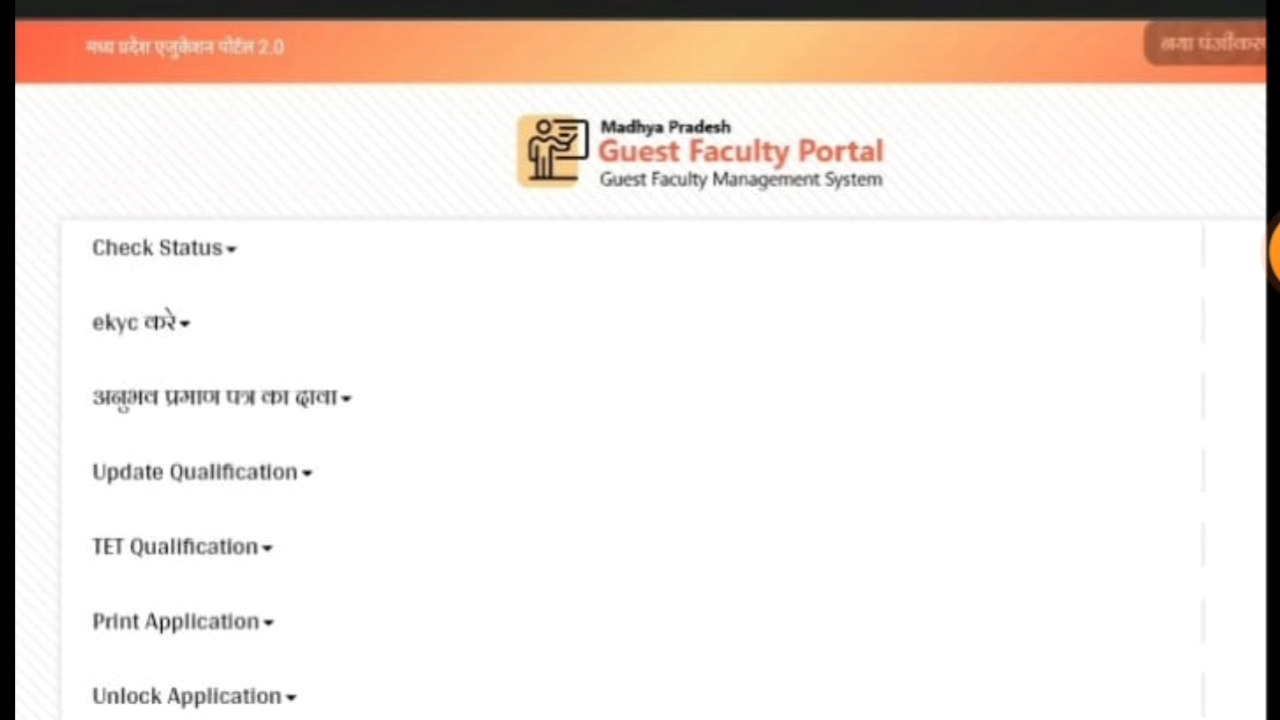 मध्य प्रदेश एजुकेशन पोर्टल 2.0
नया
Madhya Pradesh
Guest Faculty Portal
Guest Faculty Management System
Check Status
ekyc करे
अनुभव प्रमाण पत्र का दावा
Update Qualification
TET Qualification
Print Application
Unlock Application